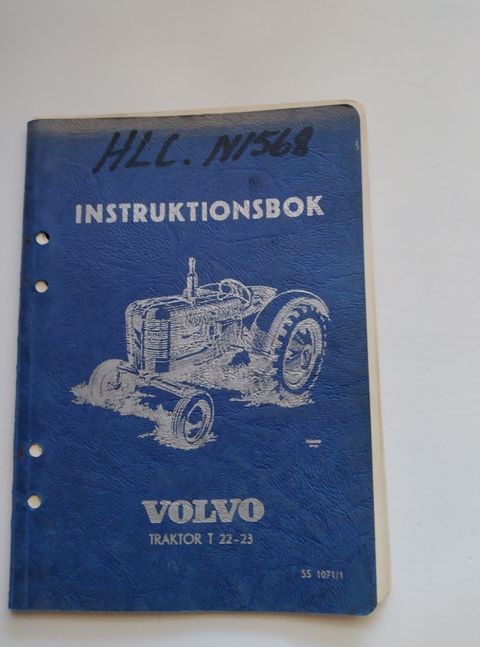 HLC. N1568
INSTRUKTIONSBOK
VOLVO
TRAKTOR T 22-23
SS 1071/1